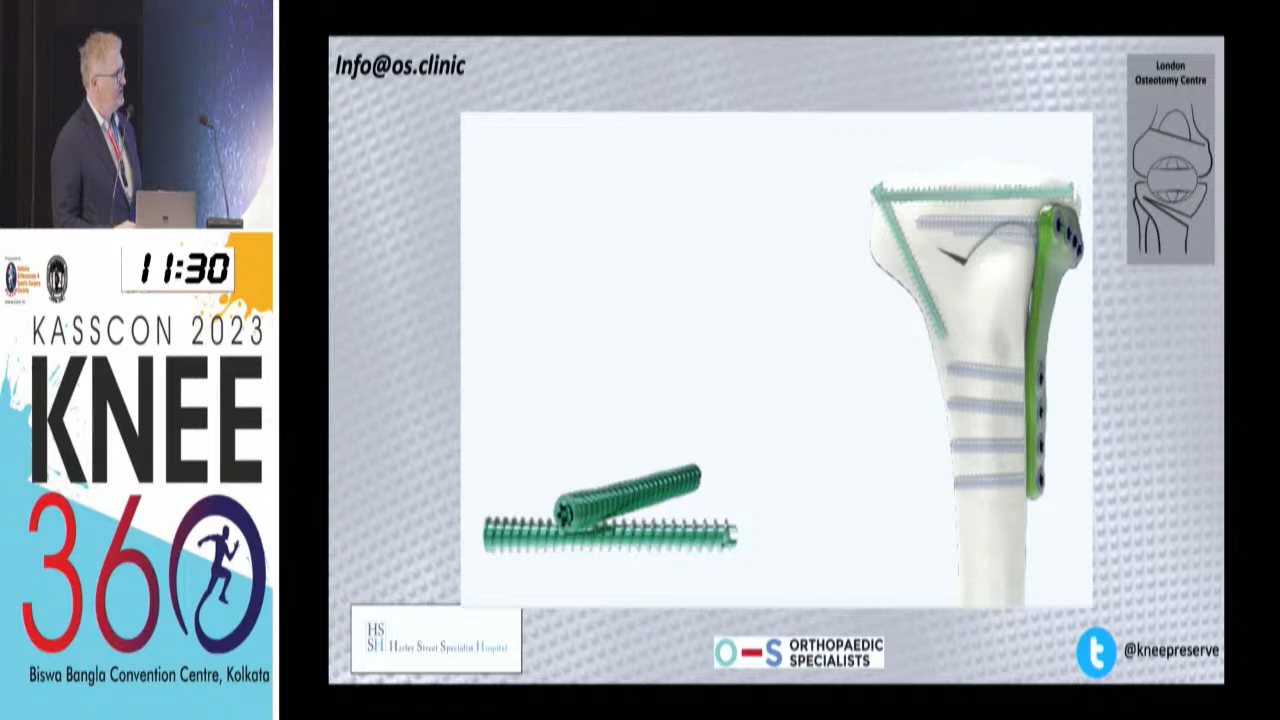 Info@os.clinic
London
Osteotomy Centre
11:30
KASSCON 2023
KNEE
360
Biswa Bangla Convention Centre, Kolkata
HS
SH Harley Street Specialist Hospital
O-S ORTHOPAEDIC
SPECIALISTS
@kneepreserve